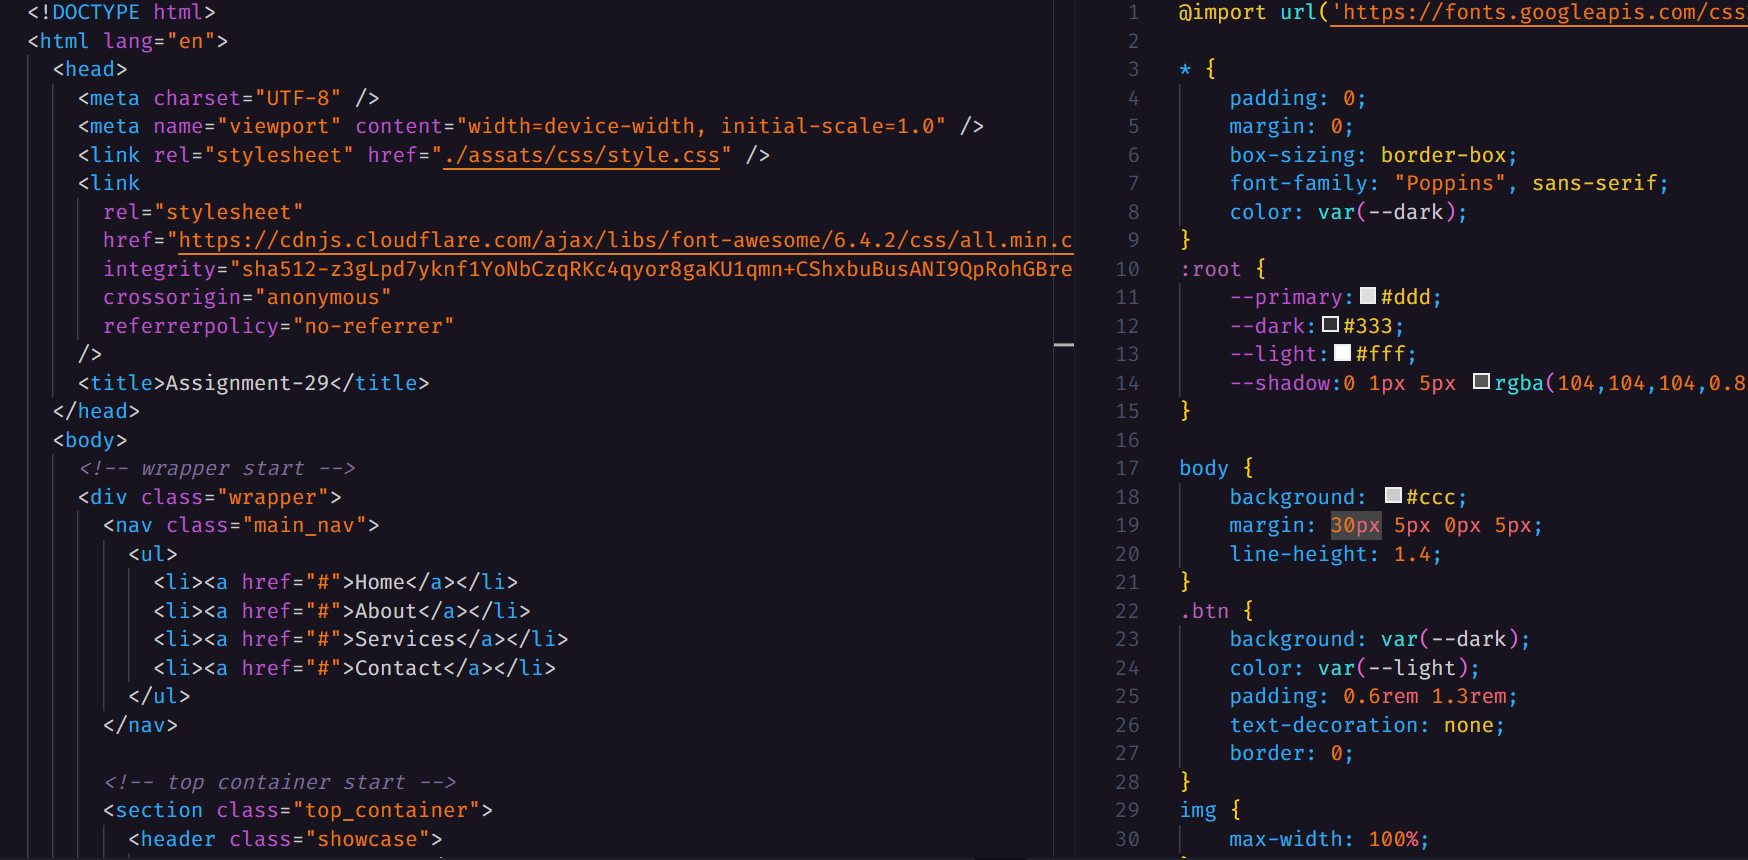 <!DOCTYPE html>
<html lang="en">
<head>
<meta charset="UTF-8" />
<meta name="viewport" content="width=device-width, initial-scale=1.0" />
<link rel="stylesheet" href="./assats/css/style.css" />
<link
rel="stylesheet"
href="https://cdnjs.cloudflare.com/ajax/libs/font-awesome/6.4.2/css/all.min.c
integrity="sha512-z3gLpd7yknf1YoNbCzqRKc4qyor8gaKU1qmn+CShxbuBusANI9QpRohGBre
crossorigin="anonymous"
referrerpolicy="no-referrer"
/>
<title>Assignment-29</title>
</head>
<body>
<!-- wrapper start -->
<div class="wrapper">
<nav class="main_nav">
<ul>
<li><a href="#">Home</a></li>
<li><a href="#">About</a></li>
<li><a href="#">Services</a></li>
<li><a href="#">Contact</a></li>
</ul>
</nav>
<!-- top container start -->
<section class="top_container">
<header class="showcase">
1 @import url('https://fonts.googleapis.com/css
2
3 * {
4 padding: 0;
5 margin: 0;
6 box-sizing: border-box;
7 font-family: "Poppins", sans-serif;
8 color: var(--dark);
9 }
10 :root {
11 --primary: #ddd;
12 --dark: #333;
13 --light: #fff;
14 --shadow:0 1px 5px rgba(104,104,104,0.8
15 }
16
17 body {
18 background: #ccc;
19 margin: 30px 5px 0px 5px;
20 line-height: 1.4;
21 }
22 .btn {
23 background: var(--dark);
24 color: var(--light);
25 padding: 0.6rem 1.3rem;
26 text-decoration: none;
27 border: 0;
28 }
29 img {
30 max-width: 100%;